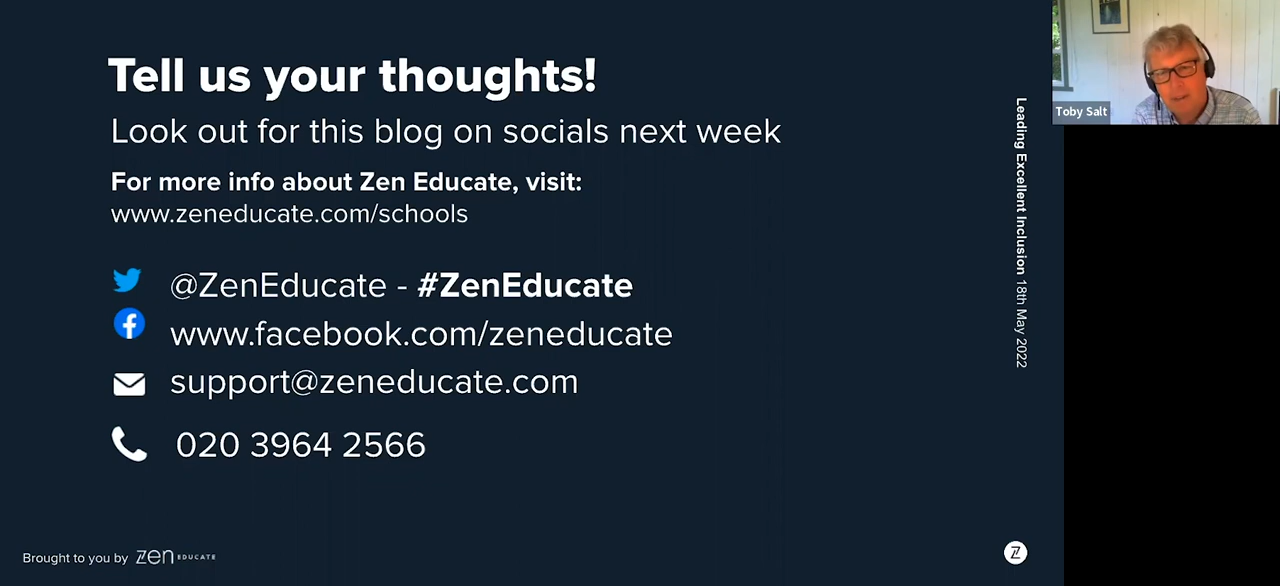 Tell us your thoughts!
Look out for this blog on socials next week
For more info about Zen Educate, visit:
www.zeneducate.com/schools
@ZenEducate - #ZenEducate
www.facebook.com/zeneducate
support@zeneducate.com
020 3964 2566
Brought to you by zen EDUCATE
Leading Excellent Inclusion 18th May 2022
Z
Toby Salt